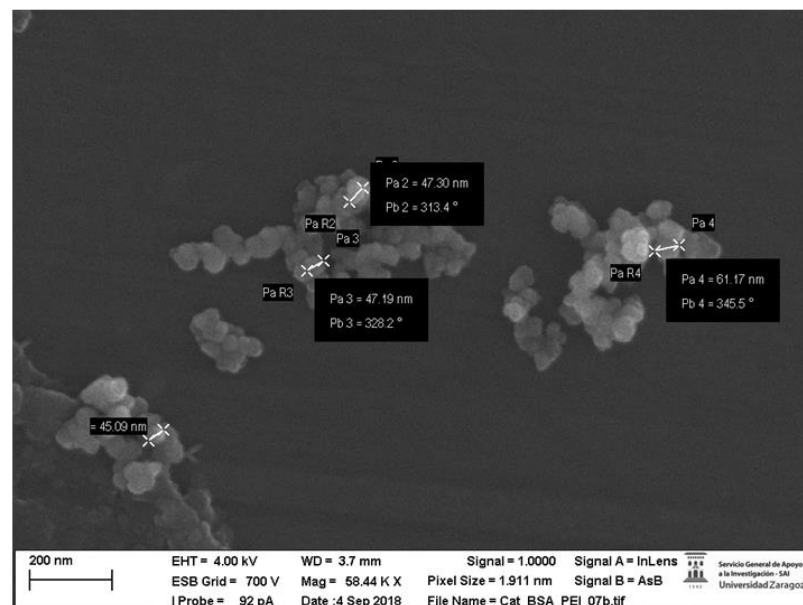 Pa 2 = 47.30 nm
Pb 2 = 313.4 °
Pa R2
Pa 3
Pa 4
Pa R4
Pa R3
Pa 3 = 47.19 nm
Pb 3 = 328.2 °
Pa 4 = 61.17 nm
Pb 4 = 345.5 °
= 45.09 nm
200 nm
EHT = 4.00 kV WD = 3.7 mm Signal = 1.0000 Signal A = InLens
ESB Grid = 700 V Mag = 58.44 K X Pixel Size = 1.911 nm Signal B = AsB
I Probe = 92 pA Date :4 Sep 2018 File Name = Cat_BSA_PEI_07b.tif
Servicio General de Apoyo
a la Investigación - SAI
Universidad Zaragoza
1542